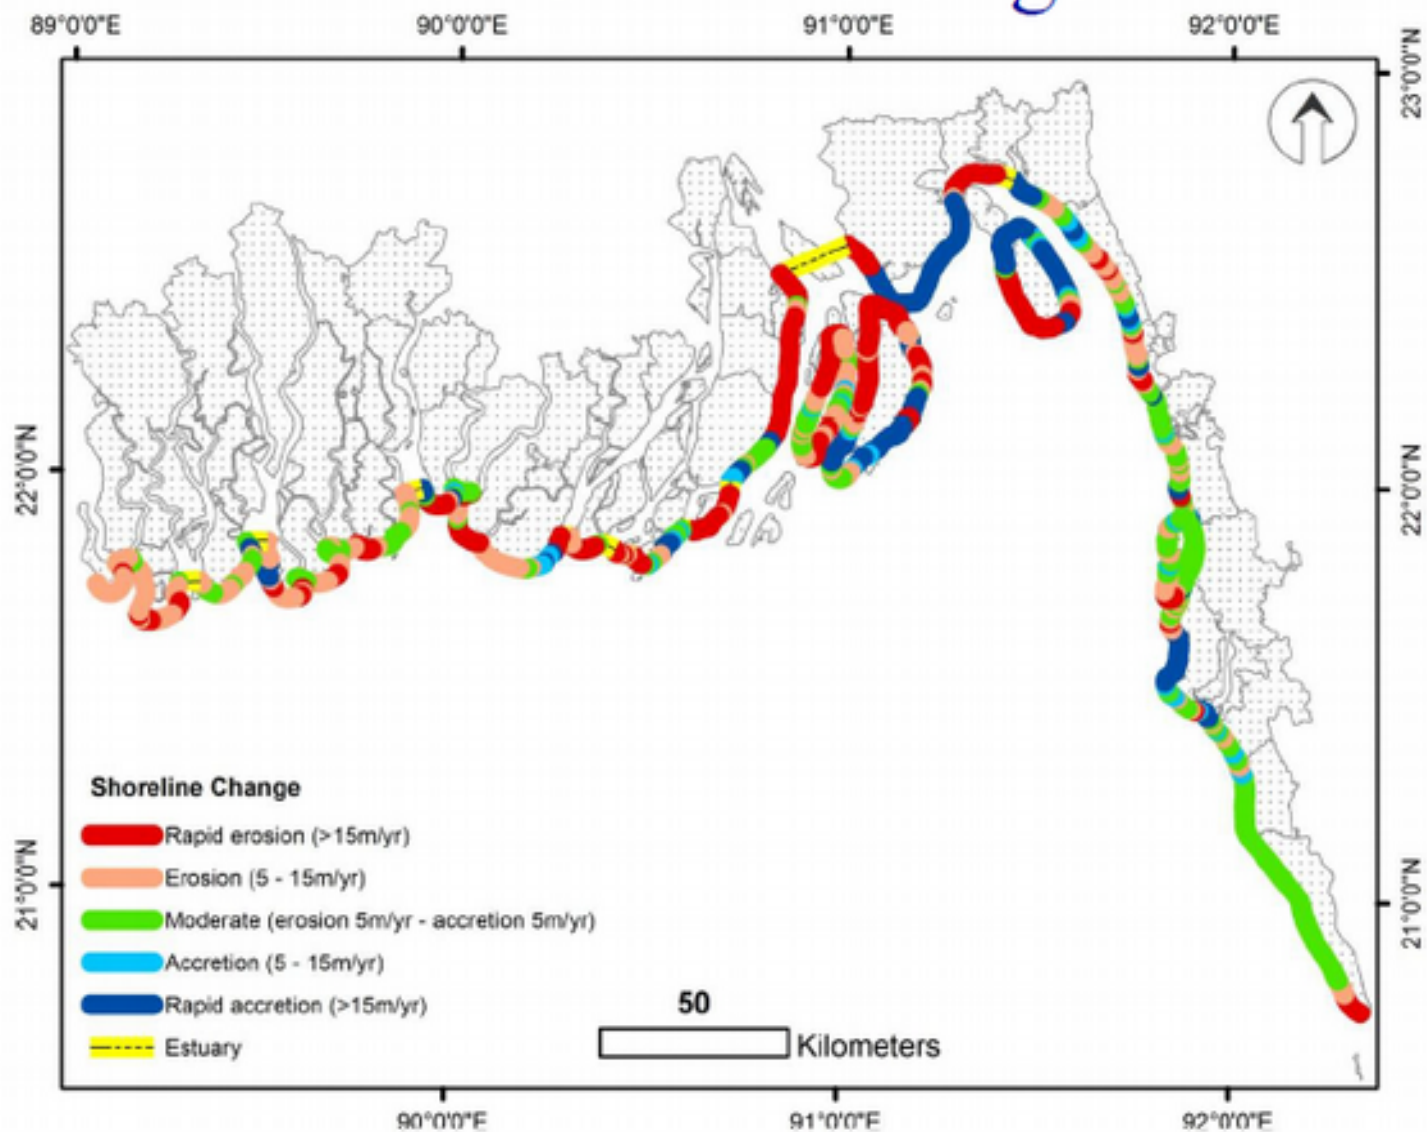 89°0'0"E 90°0'0"E 91°0'0"E 92°0'0"E
23°0'0"N
22°0'0"N
22°0'0"N
Shoreline Change
Rapid erosion (>15m/yr)
Erosion (5 - 15m/yr)
Moderate (erosion 5m/yr - accretion 5m/yr)
Accretion (5 - 15m/yr)
Rapid accretion (>15m/yr)
Estuary
50
Kilometers
21°0'0"N
21°0'0"N
90°0'0"E 91°0'0"E 92°0'0"E